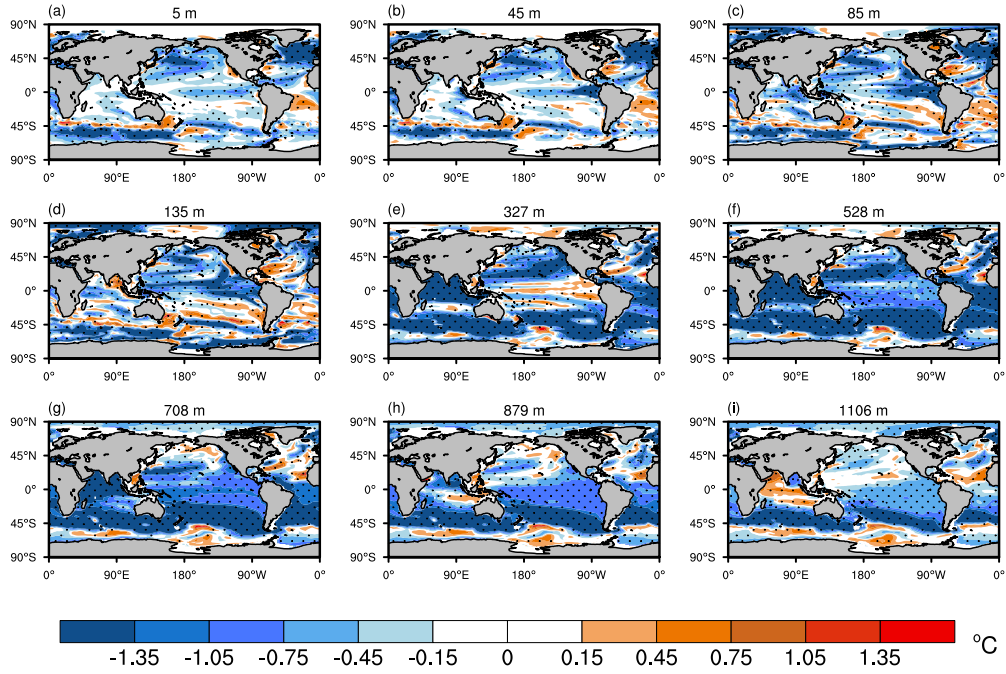 (a) 5 m (b) 45 m (c) 85 m
90°N 90°N 90°N
45°N 45°N 45°N
0° 0° 0°
45°S 45°S 45°S
90°S 90°S 90°S
0° 90°E 180° 90°W 0° 0° 90°E 180° 90°W 0° 0° 90°E 180° 90°W 0°
(d) 135 m (e) 327 m (f) 528 m
90°N 90°N 90°N
45°N 45°N 45°N
0° 0° 0°
45°S 45°S 45°S
90°S 90°S 90°S
0° 90°E 180° 90°W 0° 0° 90°E 180° 90°W 0° 0° 90°E 180° 90°W 0°
(g) 708 m (h) 879 m (i) 1106 m
90°N 90°N 90°N
45°N 45°N 45°N
0° 0° 0°
45°S 45°S 45°S
90°S 90°S 90°S
0° 90°E 180° 90°W 0° 0° 90°E 180° 90°W 0° 0° 90°E 180° 90°W 0°
-1.35 -1.05 -0.75 -0.45 -0.15 0 0.15 0.45 0.75 1.05 1.35 °C